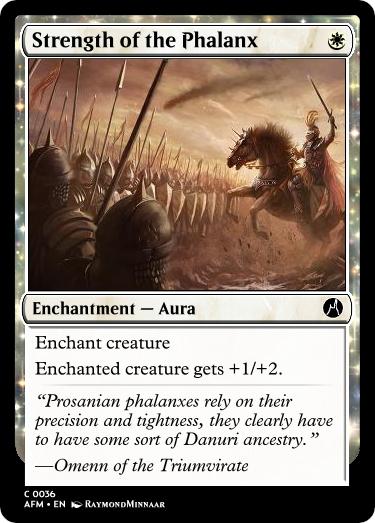 Strength of the Phalanx
Enchantment — Aura
Enchant creature
Enchanted creature gets +1/+2.
“Prosanian phalanxes rely on their
precision and tightness, they clearly have
to have some sort of Danuri ancestry.”
—Omenn of the Triumvirate
C 0036
AFM • EN RaymondMinnaar